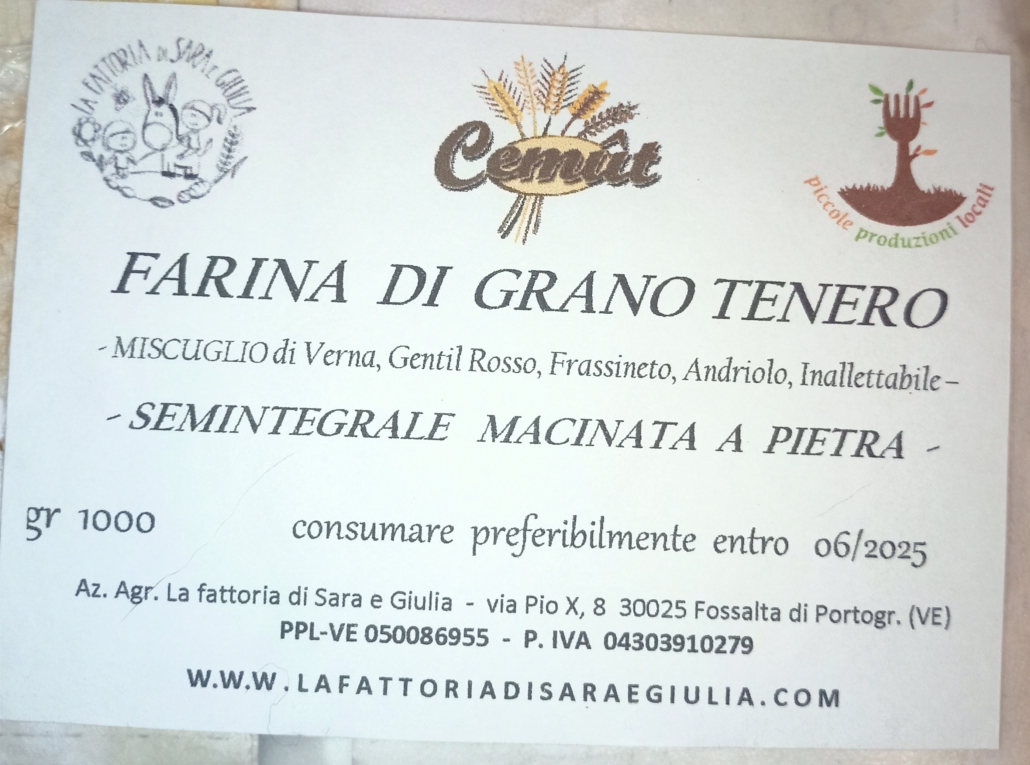 LA FATTORIA DI SARA E GIULIA
Cemût
piccole produzioni locali
FARINA DI GRANO TENERO
- MISCUGLIO di Verna, Gentil Rosso, Frassineto, Andriolo, Inallettabile –
- SEMINTEGRALE MACINATA A PIETRA -
gr 1000 consumare preferibilmente entro 06/2025
Az. Agr. La fattoria di Sara e Giulia - via Pio X, 8 30025 Fossalta di Portogr. (VE)
PPL-VE 050086955 - P. IVA 04303910279
W.W.W.LAFATTORIADISARAEGIULIA.COM